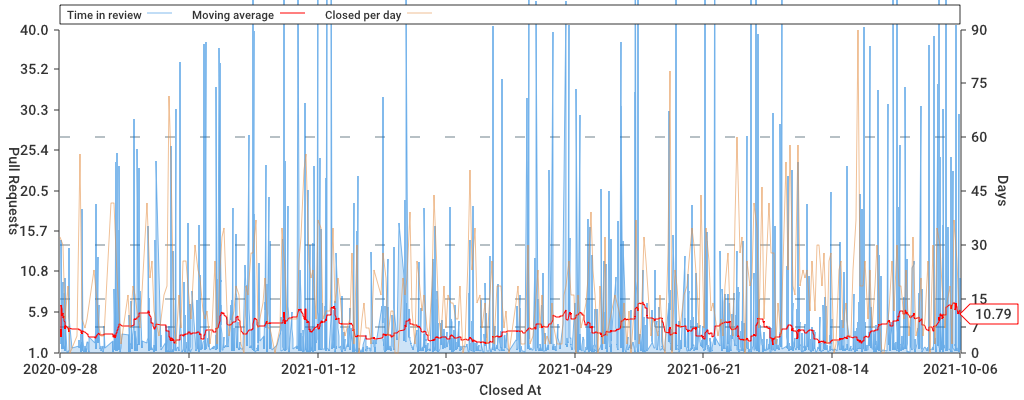 Time in review Moving average Closed per day
40.0 90
35.2 75
30.3
25.4 60
20.5 45
15.7 30
10.8
5.9 15
10.79
7
1.0 0
Pull Requests
Days
2020-09-28 2020-11-20 2021-01-12 2021-03-07 2021-04-29 2021-06-21 2021-08-14 2021-10-06
Closed At